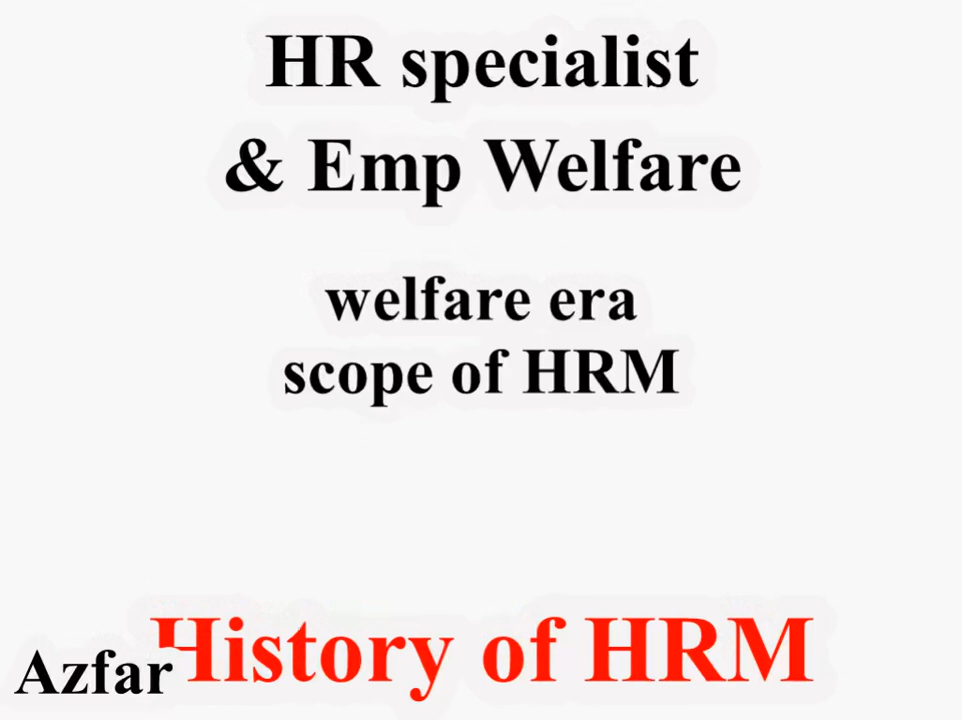 HR specialist
& Emp Welfare
welfare era
scope of HRM
History of HRM
Azfar